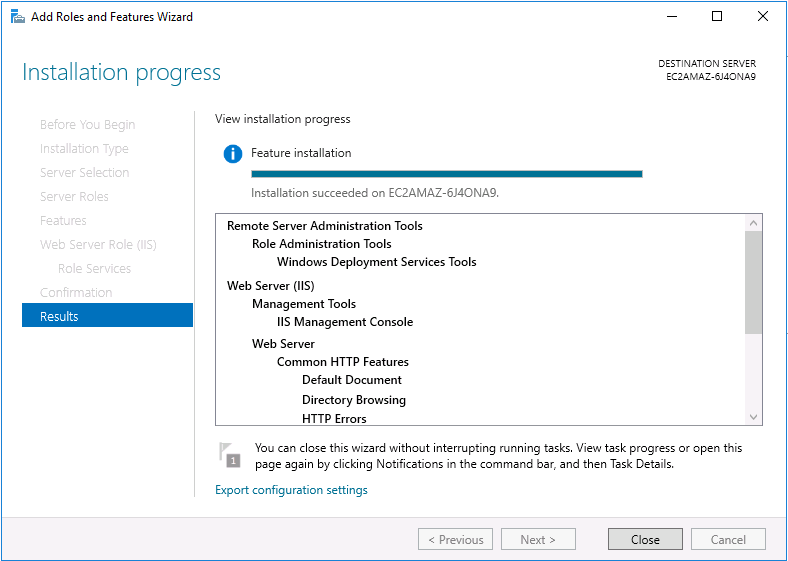 Add Roles and Features Wizard
Installation progress
DESTINATION SERVER
EC2AMAZ-6J4ONA9
Before You Begin
Installation Type
Server Selection
Server Roles
Features
Web Server Role (IIS)
Role Services
Confirmation
Results
View installation progress
Feature installation
Installation succeeded on EC2AMAZ-6J4ONA9.
Remote Server Administration Tools
Role Administration Tools
Windows Deployment Services Tools
Web Server (IIS)
Management Tools
IIS Management Console
Web Server
Common HTTP Features
Default Document
Directory Browsing
HTTP Errors
1
You can close this wizard without interrupting running tasks. View task progress or open this
page again by clicking Notifications in the command bar, and then Task Details.
Export configuration settings
< Previous
Next >
Close
Cancel